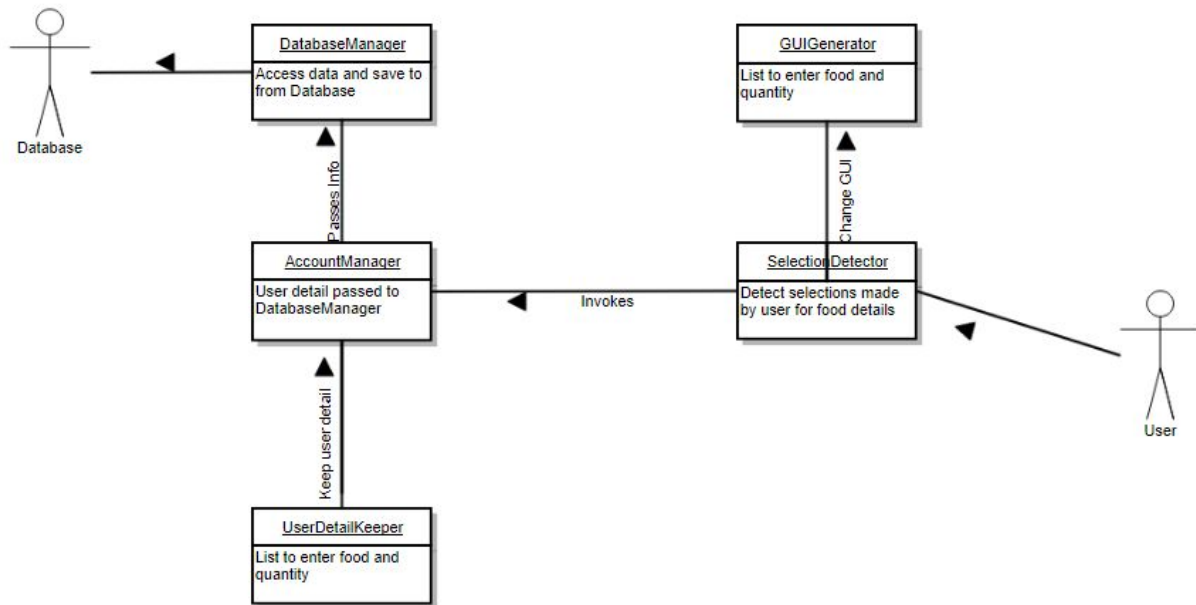 DatabaseManager
Access data and save to
from Database
Database
GUIGenerator
List to enter food and
quantity
Passes Info
Change GUI
AccountManager
User detail passed to
DatabaseManager
Invokes
SelectionDetector
Detect selections made
by user for food details
User
Keep user detail
UserDetailKeeper
List to enter food and
quantity